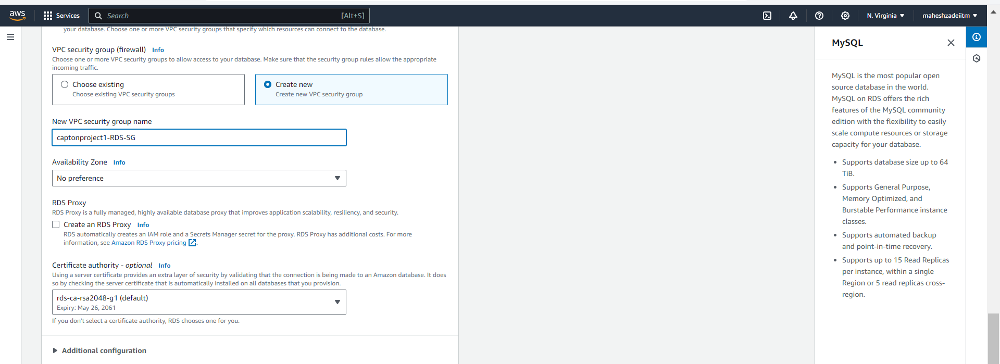 aws Services Search [Alt+S] N. Virginia maheshzadeiitm
your database. Choose one or more VPC security groups that specify which resources can connect to the database.
VPC security group (firewall) Info
Choose one or more VPC security groups to allow access to your database. Make sure that the security group rules allow the appropriate
incoming traffic.
Choose existing
Choose existing VPC security groups
Create new
Create new VPC security group
New VPC security group name
captonproject1-RDS-SG
Availability Zone Info
No preference
RDS Proxy
RDS Proxy is a fully managed, highly available database proxy that improves application scalability, resiliency, and security.
Create an RDS Proxy Info
RDS automatically creates an IAM role and a Secrets Manager secret for the proxy. RDS Proxy has additional costs. For more
information, see Amazon RDS Proxy pricing.
Certificate authority - optional Info
Using a server certificate provides an extra layer of security by validating that the connection is being made to an Amazon database. It does
so by checking the server certificate that is automatically installed on all databases that you provision.
rds-ca-rsa2048-g1 (default)
Expiry: May 26, 2061
If you don't select a certificate authority, RDS chooses one for you.
Additional configuration
MySQL
MySQL is the most popular open
source database in the world.
MySQL on RDS offers the rich
features of the MySQL community
edition with the flexibility to easily
scale compute resources or storage
capacity for your database.
• Supports database size up to 64
TiB.
• Supports General Purpose,
Memory Optimized, and
Burstable Performance instance
classes.
• Supports automated backup
and point-in-time recovery.
• Supports up to 15 Read Replicas
per instance, within a single
Region or 5 read replicas cross-
region.